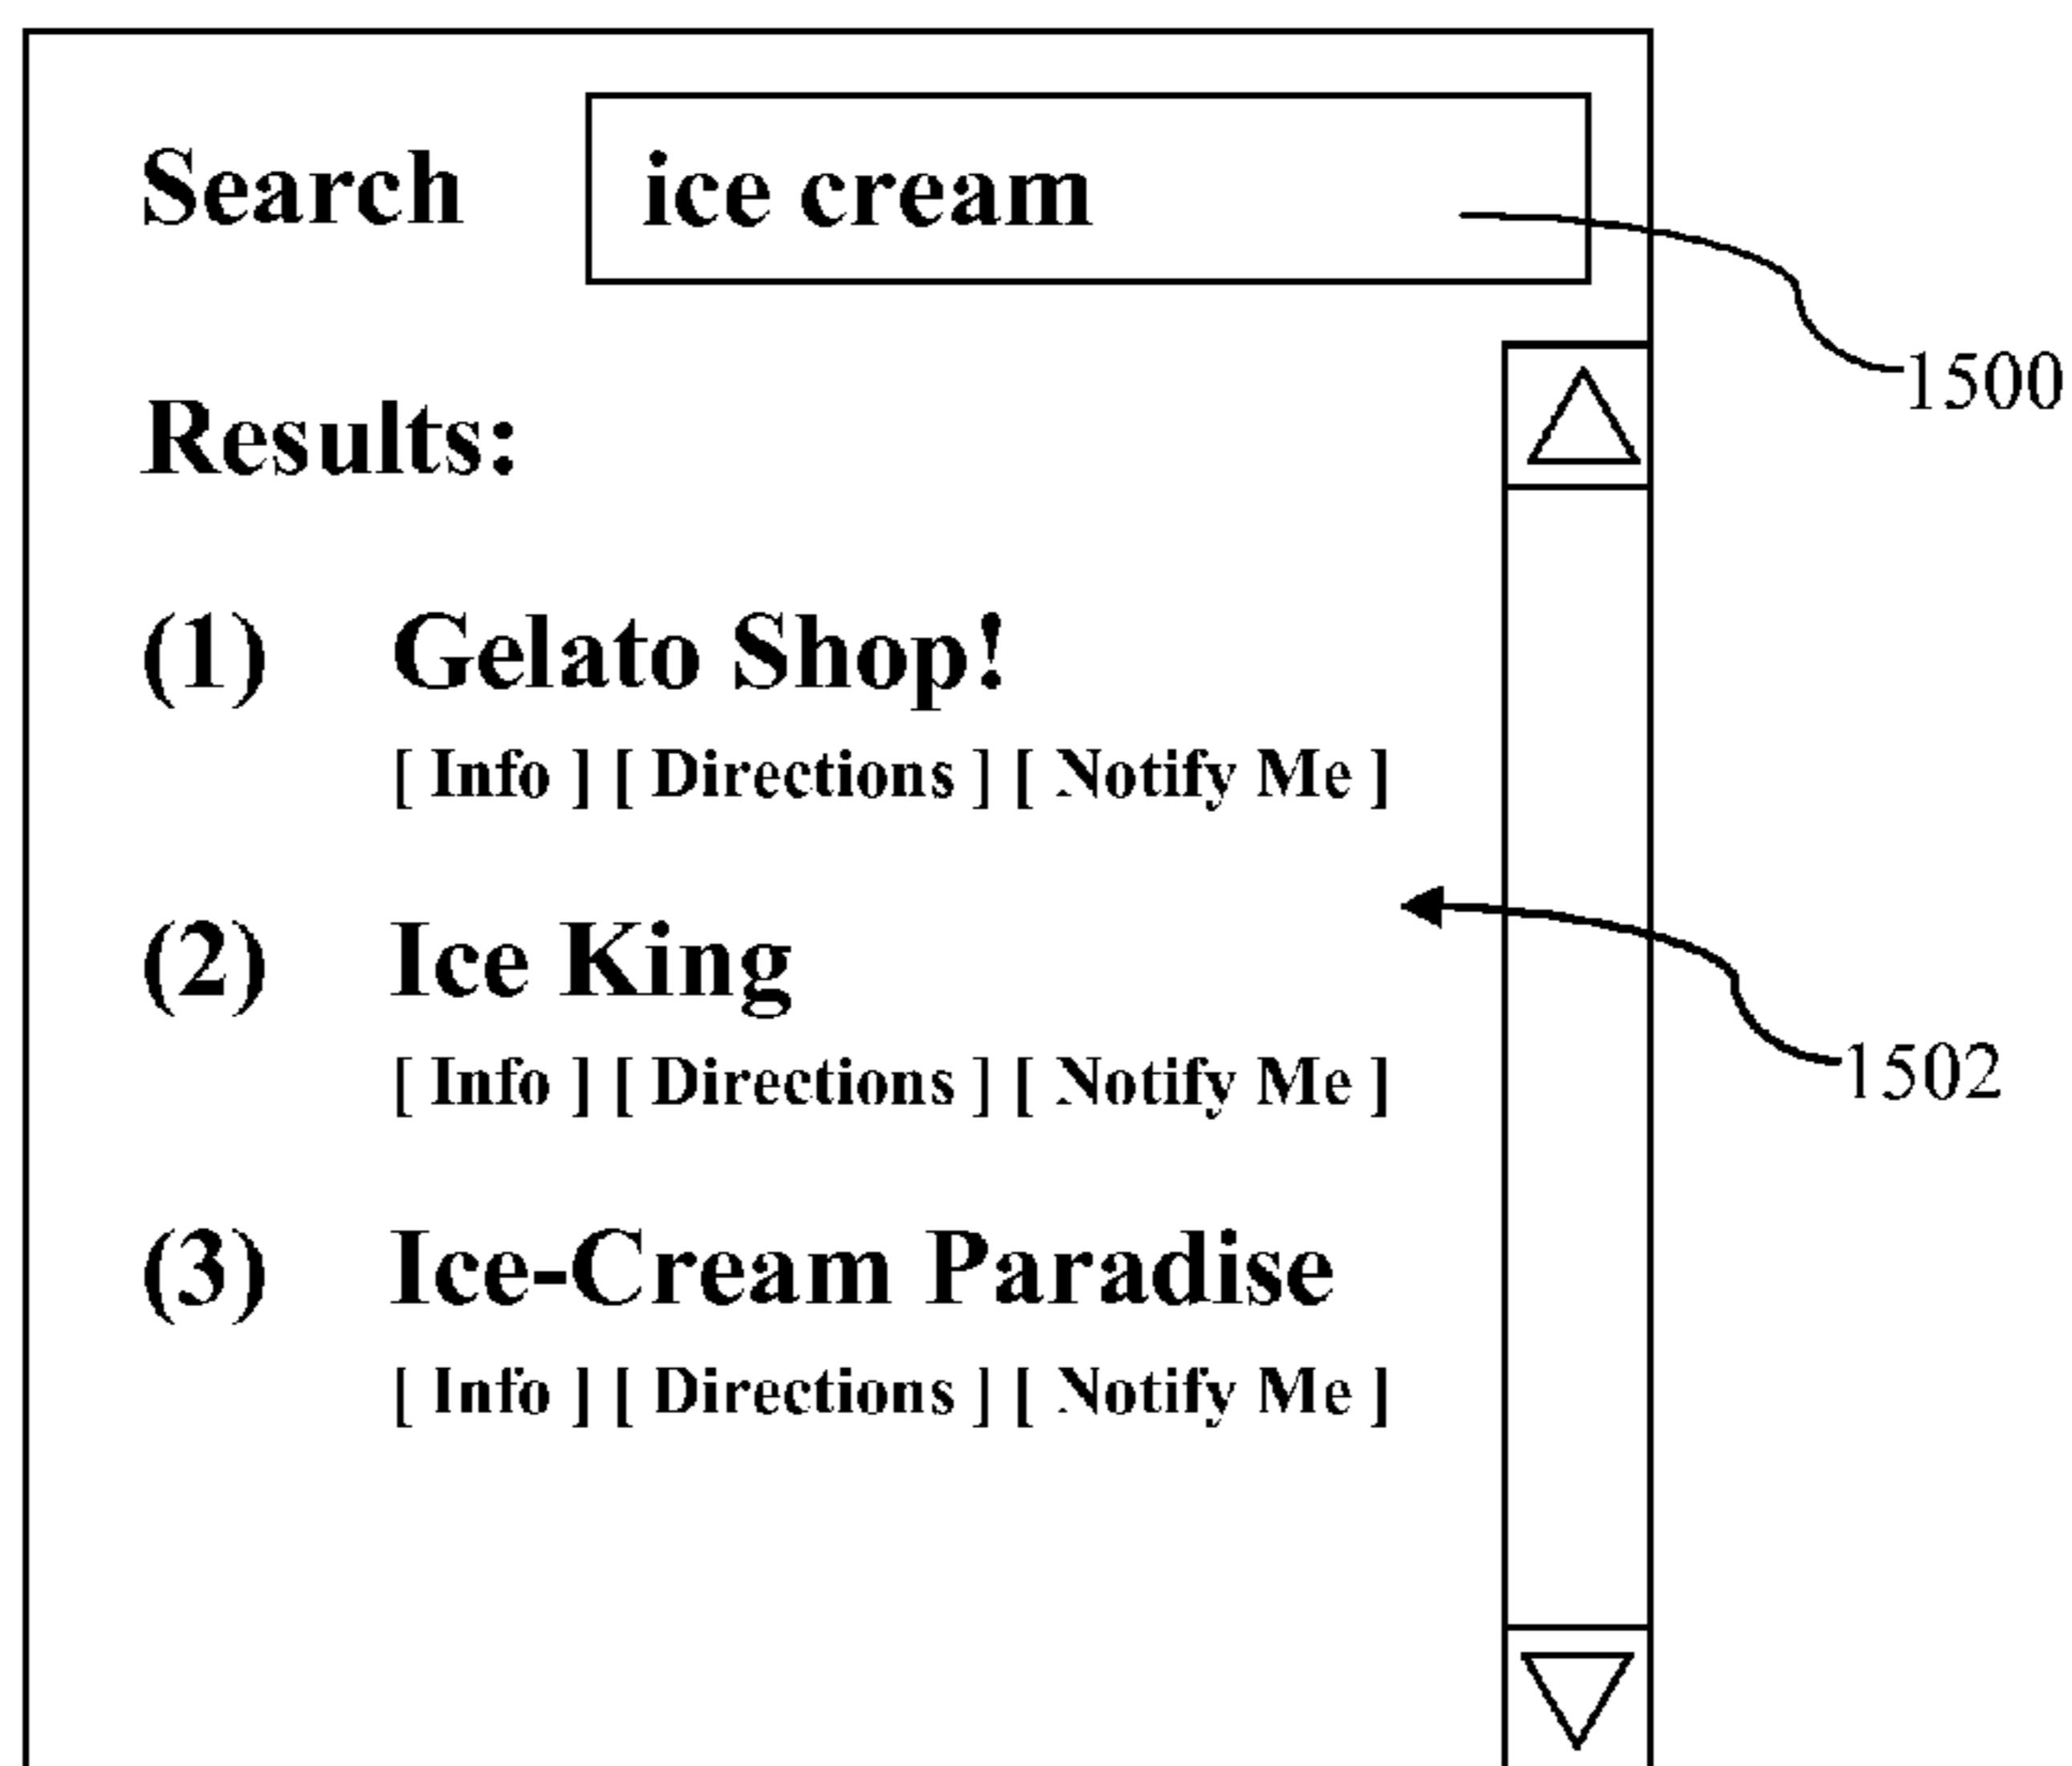 Search ice cream
1500
Results:
(1) Gelato Shop!
[ Info ] [ Directions ] [ Notify Me ]
(2) Ice King
[ Info ] [ Directions ] [ Notify Me ]
1502
(3) Ice-Cream Paradise
[ Info ] [ Directions ] [ Notify Me ]